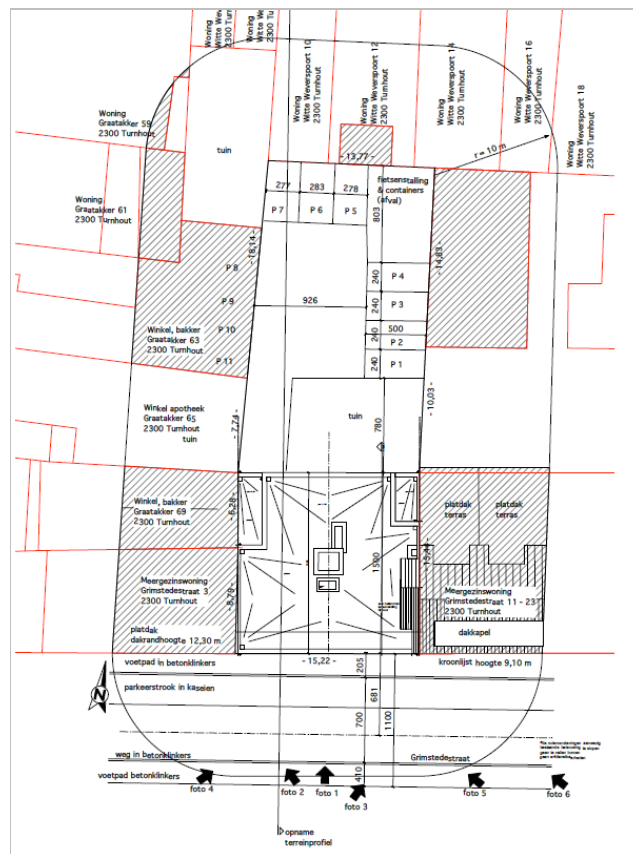 Woning
Witte Weverspoort
2300 Turnhout
Woning
Witte Weverspoort 10
2300 Turnhout
Woning
Witte Weverspoort 12
2300 Turnhout
Woning
Witte Weverspoort 14
2300 Turnhout
Woning
Witte Weverspoort 16
2300 Turnhout
Woning
Witte Weverspoort 18
2300 Turnhout
Woning
Graatakker 59
2300 Turnhout
tuin
r = 10 m
- 13,77 -
Woning
Graatakker 61
2300 Turnhout
277
283
278
P 7
P 6
P 5
803
fietsenstalling
& containers
(afval)
- 18,14 -
- 14,83 -
P 8
P 9
P 10
P 11
240
P 4
240
P 3
926
500
240
P 2
240
P 1
Winkel, bakker
Graatakker 63
2300 Turnhout
Winkel apotheek
Graatakker 65
2300 Turnhout
tuin
- 7,74 -
tuin
780
- 10,03 -
Winkel, bakker
Graatakker 69
2300 Turnhout
- 6,28 -
platdak
terras
platdak
terras
1500
- 15,44 -
Meergezinswoning
Grimstedestraat 3
2300 Turnhout
- 8,79 -
platdak
dakrandhoogte 12,30 m
Meergezinswoning
Grimstedestraat 11 - 23
2300 Turnhout
dakkapel
voetpad in betonklinkers
- 15,22 -
205
kroonlijst hoogte 9,10 m
N
parkeerstrook in kaseien
681
700
1100
weg in betonklinkers
Grimstedestraat
voetpad betonklinkers
410
foto 4
foto 2
foto 1
foto 3
foto 5
foto 6
opname
terreinprofiel